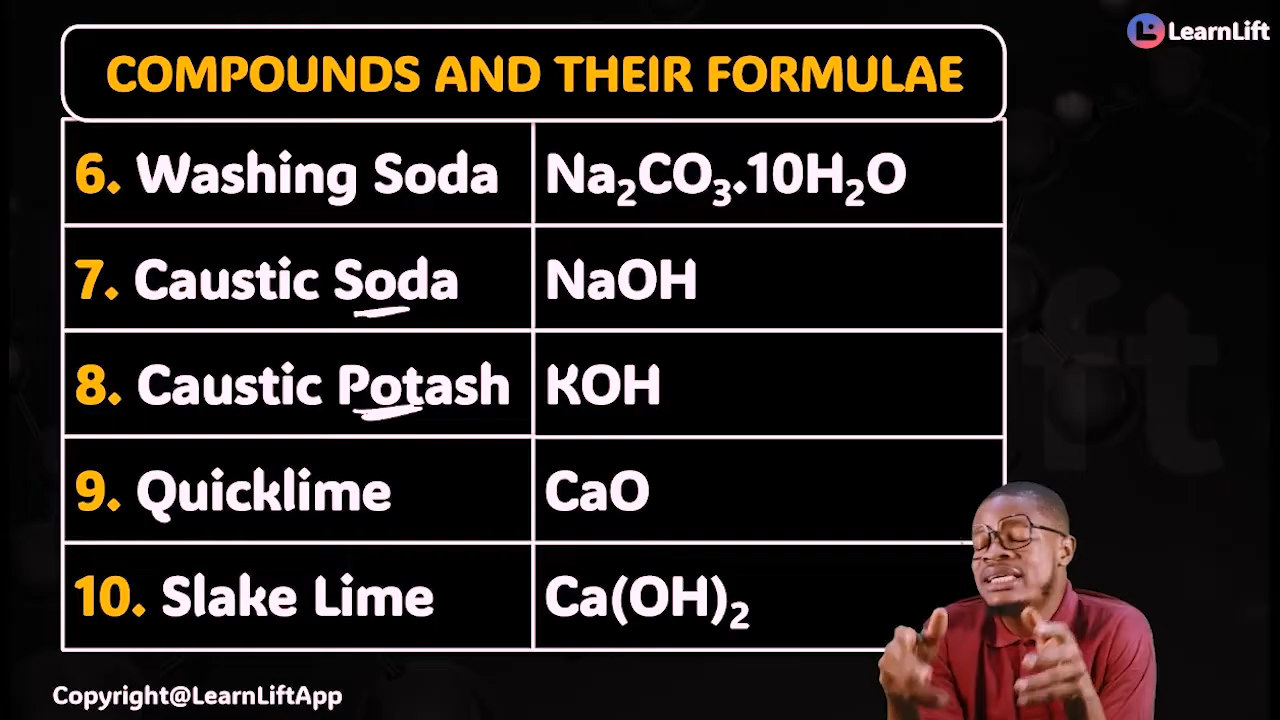 LearnLift
COMPOUNDS AND THEIR FORMULAE
6. Washing Soda Na₂CO₃.10H₂O
7. Caustic Soda NaOH
8. Caustic Potash KOH
9. Quicklime CaO
10. Slake Lime Ca(OH)₂
ft
Copyright@LearnLiftApp